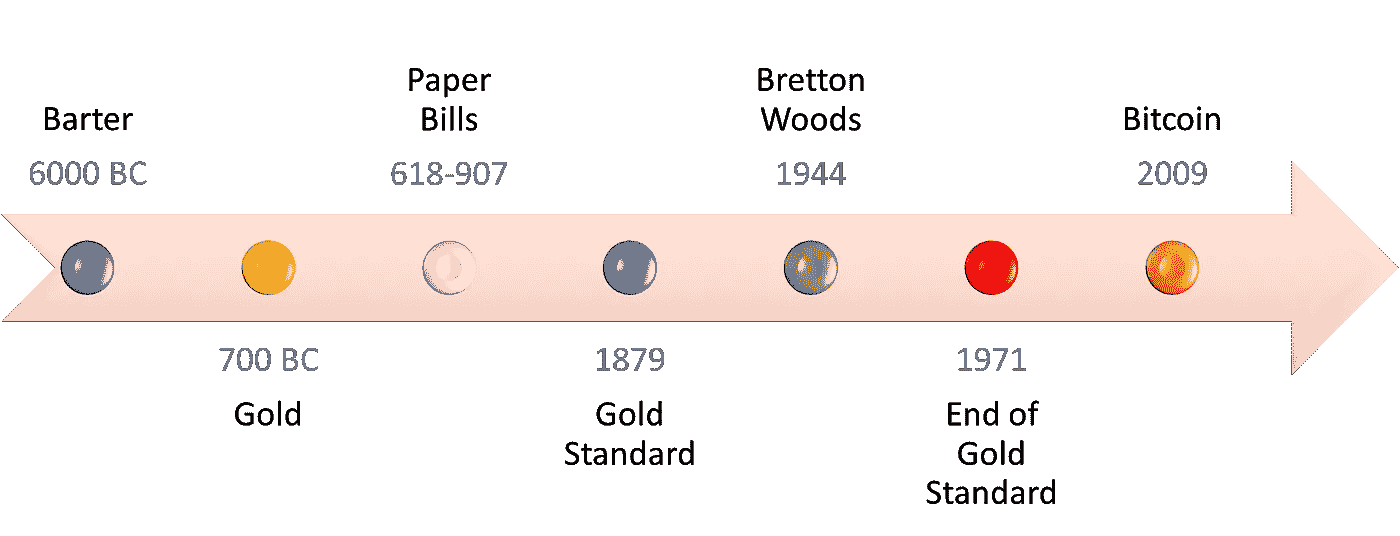 Barter
6000 BC
700 BC
Gold
Paper
Bills
618-907
1879
Gold
Standard
Bretton
Woods
1944
1971
End of
Gold
Standard
Bitcoin
2009